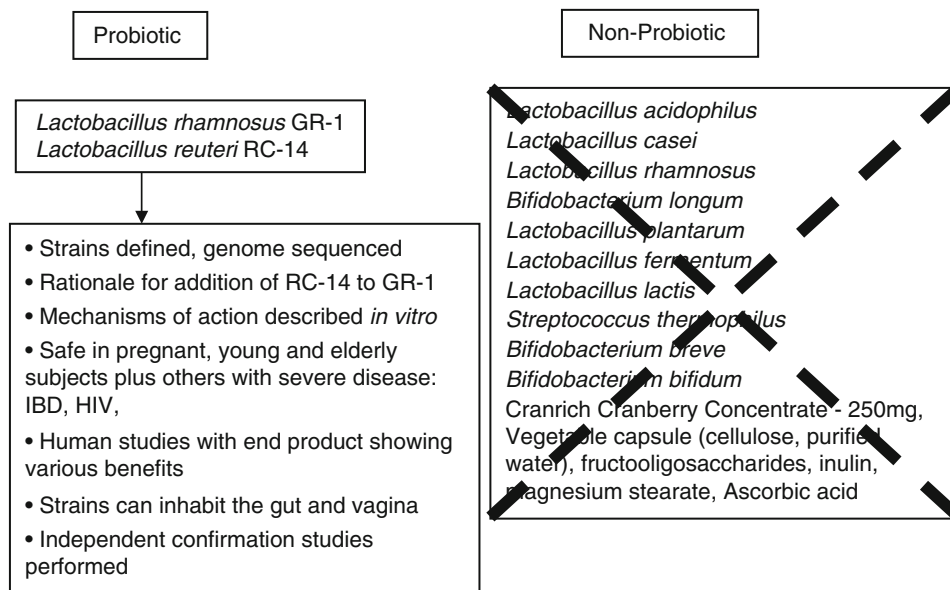 Probiotic
Lactobacillus rhamnosus GR-1
Lactobacillus reuteri RC-14
• Strains defined, genome sequenced
• Rationale for addition of RC-14 to GR-1
• Mechanisms of action described in vitro
• Safe in pregnant, young and elderly
subjects plus others with severe disease:
IBD, HIV,
• Human studies with end product showing
various benefits
• Strains can inhabit the gut and vagina
• Independent confirmation studies
performed
Non-Probiotic
Lactobacillus acidophilus
Lactobacillus casei
Lactobacillus rhamnosus
Bifidobacterium longum
Lactobacillus plantarum
Lactobacillus fermentum
Lactobacillus lactis
Streptococcus thermophilus
Bifidobacterium breve
Bifidobacterium bifidum
Cranrich Cranberry Concentrate - 250mg,
Vegetable capsule (cellulose, purified
water), fructooligosaccharides, inulin,
magnesium stearate, Ascorbic acid